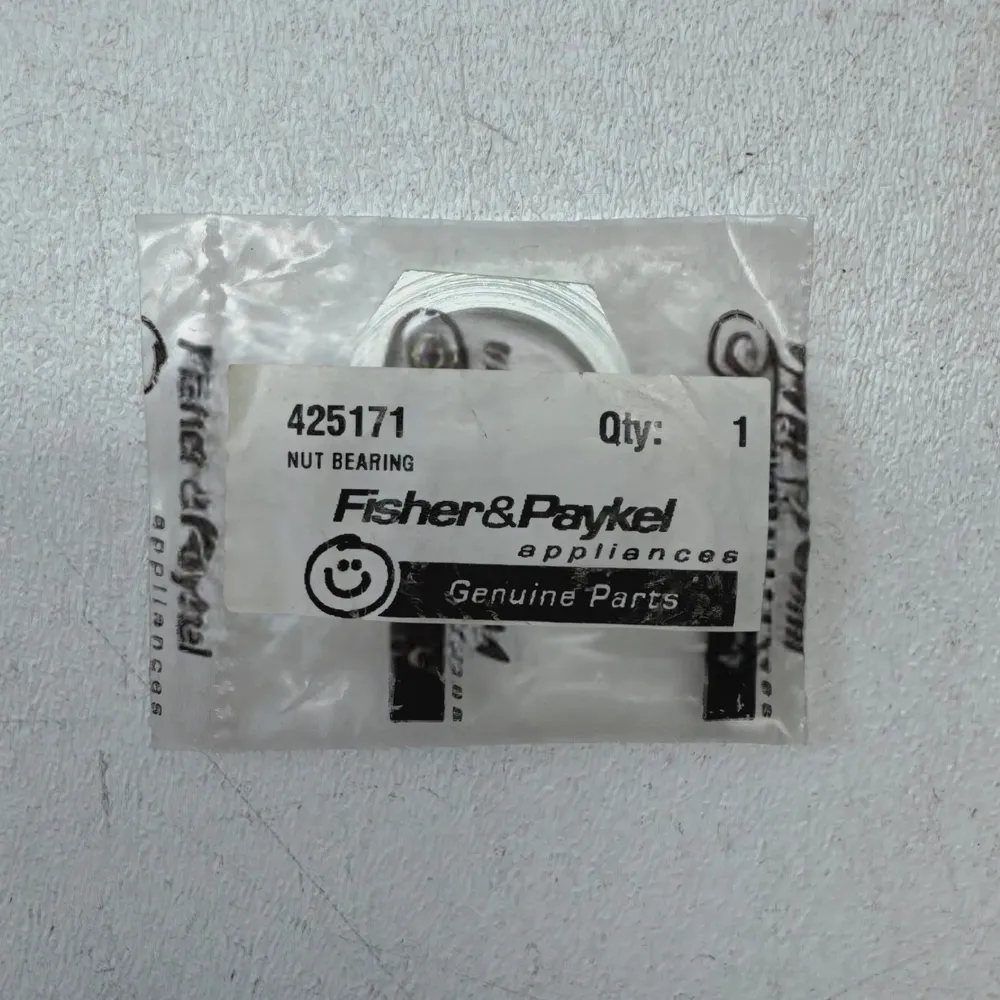 425171 Qty: 1
NUT BEARING
Fisher&Paykel
appliances
Genuine Parts
Fisher & Paykel
appliances